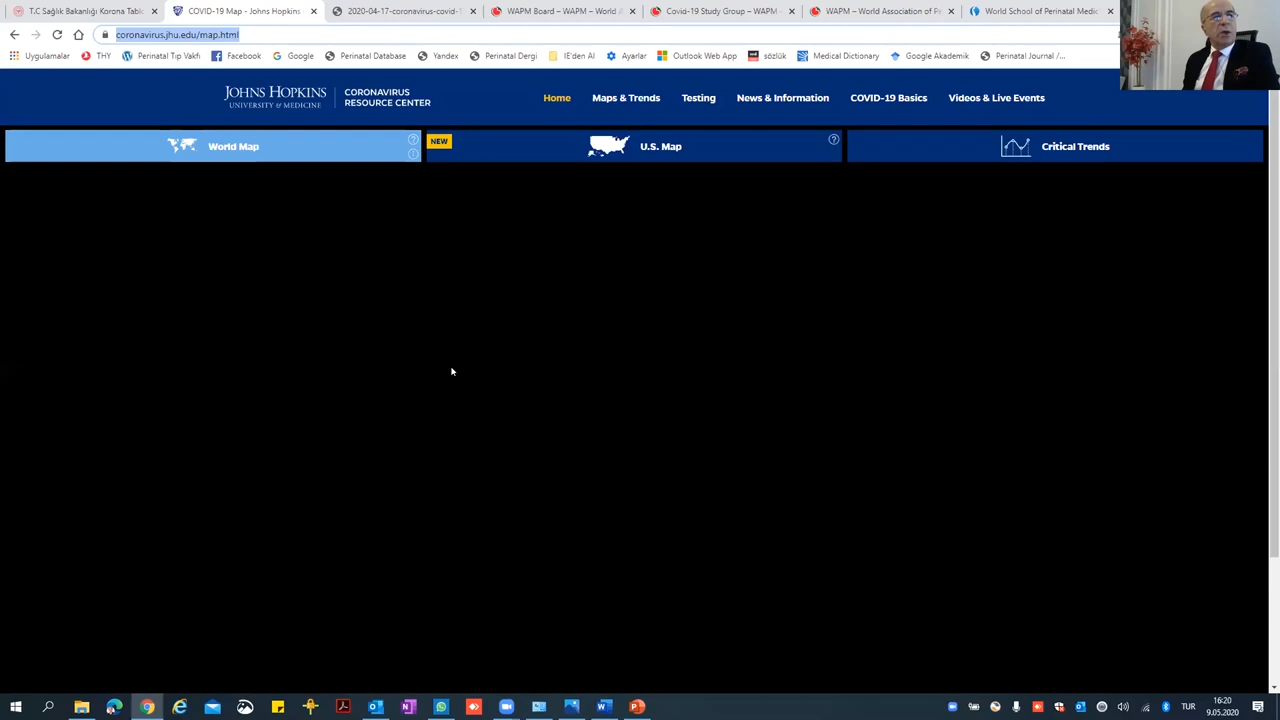 T.C Sağlık Bakanlığı Korona Tablo
COVID-19 Map - Johns Hopkins
2020-04-17-coronavirus-covid-1
WAPM Board – WAPM – World A
Covid-19 Study Group – WAPM
WAPM – World Association of Pe
World School of Perinatal Medic
coronavirus.jhu.edu/map.html
Uygulamalar
THY
Perinatal Tıp Vakfı
Facebook
Google
Perinatal Database
Yandex
Perinatal Dergi
IE'den Al
Ayarlar
Outlook Web App
sözlük
Medical Dictionary
Google Akademik
Perinatal Journal /...
JOHNS HOPKINS
UNIVERSITY & MEDICINE
CORONAVIRUS
RESOURCE CENTER
Home
Maps & Trends
Testing
News & Information
COVID-19 Basics
Videos & Live Events
World Map
NEW
U.S. Map
Critical Trends
TUR
16:20
9.05.2020